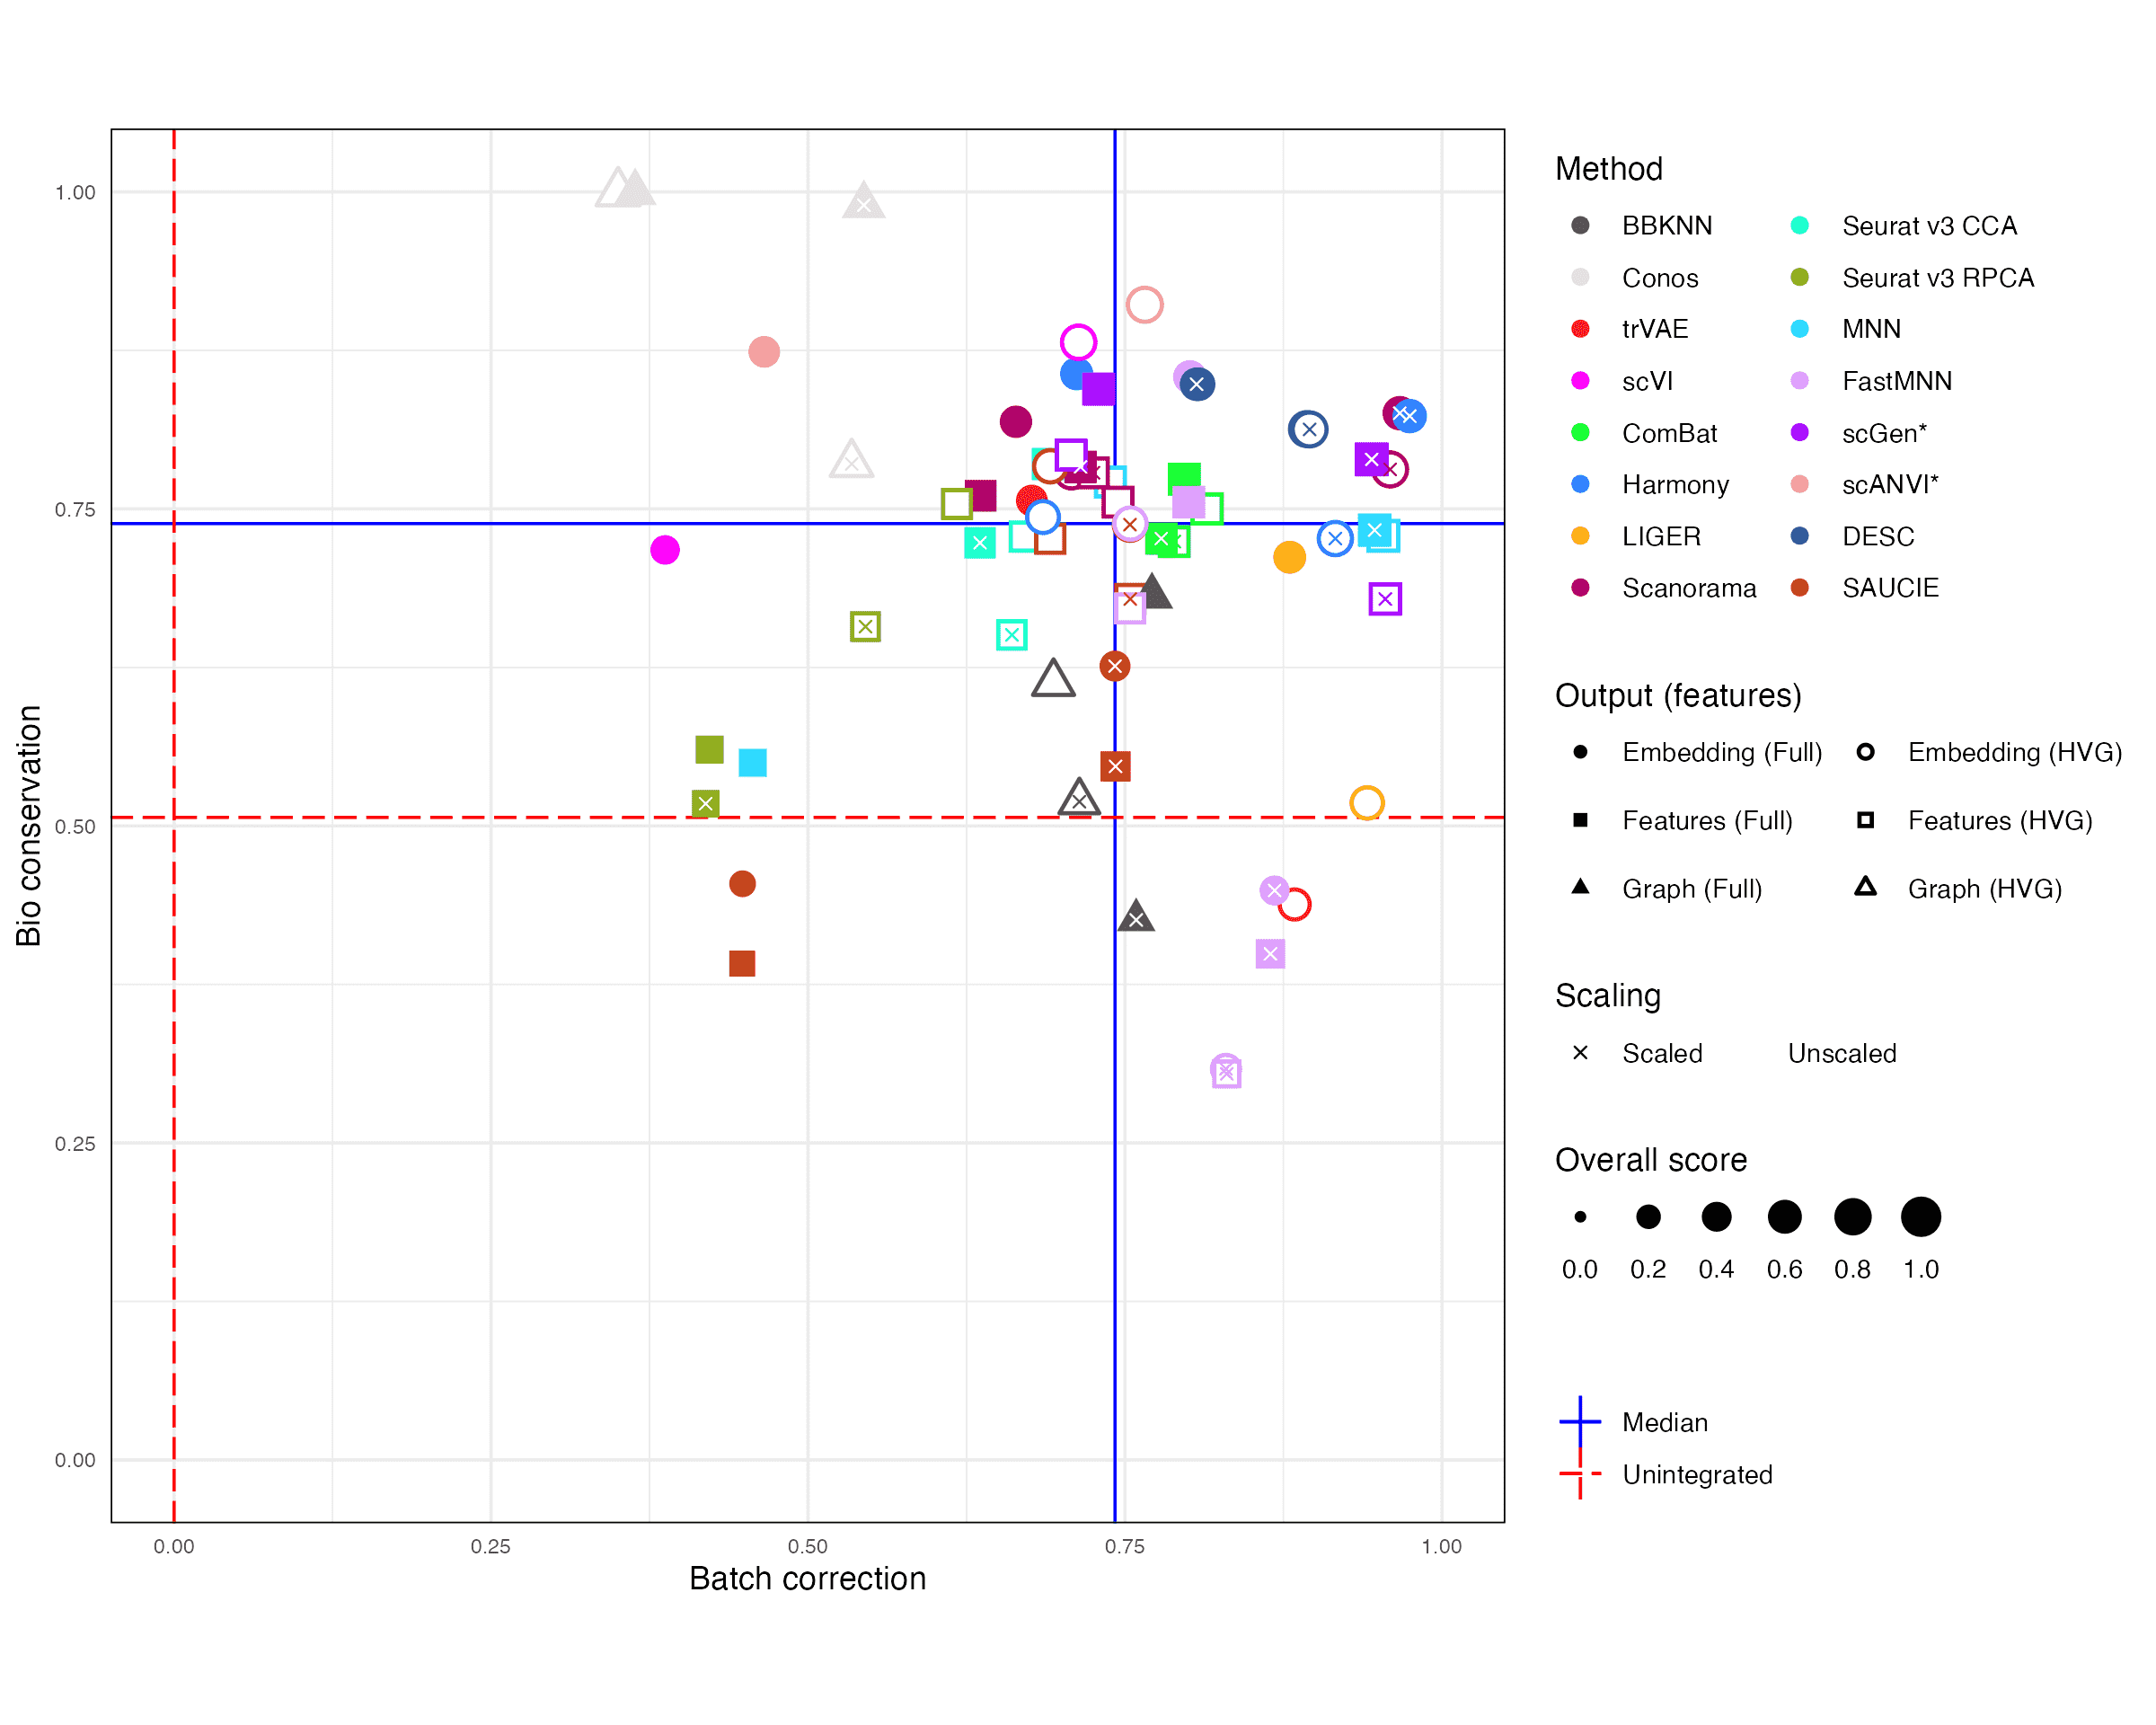 1.00
0.75
0.50
0.25
0.00
Bio conservation
0.00 0.25 0.50 0.75 1.00
Batch correction
Method
BBKNN Seurat v3 CCA
Conos Seurat v3 RPCA
trVAE MNN
scVI FastMNN
ComBat scGen*
Harmony scANVI*
LIGER DESC
Scanorama SAUCIE
Output (features)
Embedding (Full) Embedding (HVG)
Features (Full) Features (HVG)
Graph (Full) Graph (HVG)
Scaling
Scaled Unscaled
Overall score
0.0 0.2 0.4 0.6 0.8 1.0
Median
Unintegrated